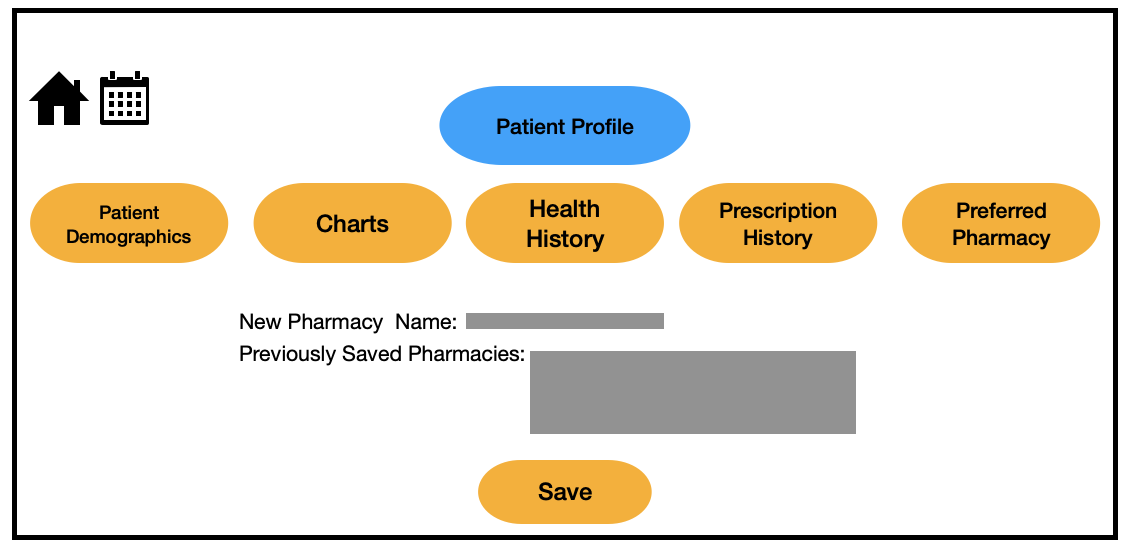 Patient Profile
Patient
Demographics
Charts
Health
History
Prescription
History
Preferred
Pharmacy
New Pharmacy  Name:
Previously Saved Pharmacies:
Save